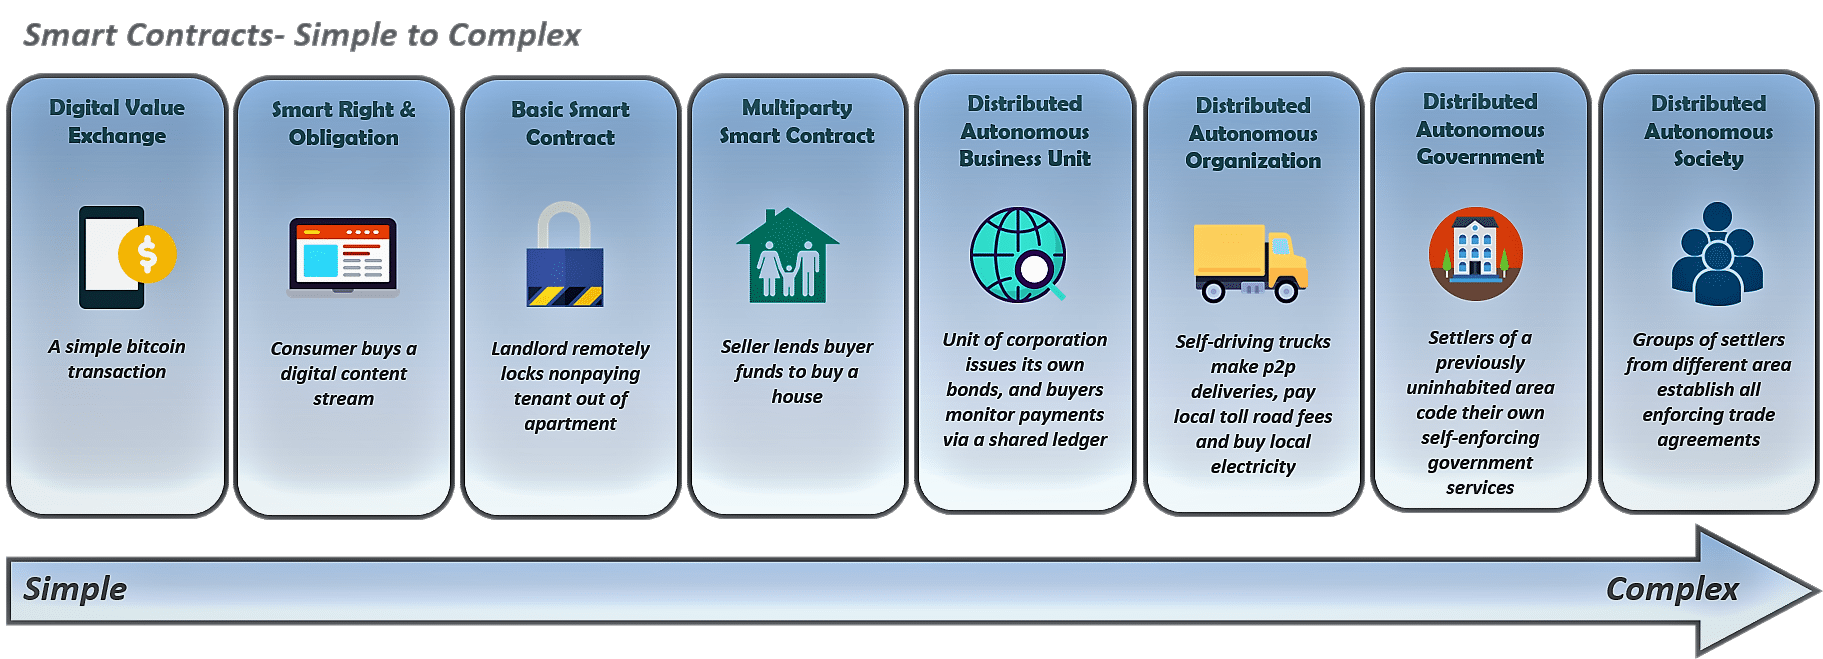 Smart Contracts- Simple to Complex
Digital Value
Exchange
A simple bitcoin
transaction
Smart Right &
Obligation
Consumer buys a
digital content
stream
Basic Smart
Contract
Landlord remotely
locks nonpaying
tenant out of
apartment
Multiparty
Smart Contract
Seller lends buyer
funds to buy a
house
Distributed
Autonomous
Business Unit
Unit of corporation
issues its own
bonds, and buyers
monitor payments
via a shared ledger
Distributed
Autonomous
Organization
Self-driving trucks
make p2p
deliveries, pay
local toll road fees
and buy local
electricity
Distributed
Autonomous
Government
Settlers of a
previously
uninhabited area
code their own
self-enforcing
government
services
Distributed
Autonomous
Society
Groups of settlers
from different area
establish all
enforcing trade
agreements
Simple
Complex